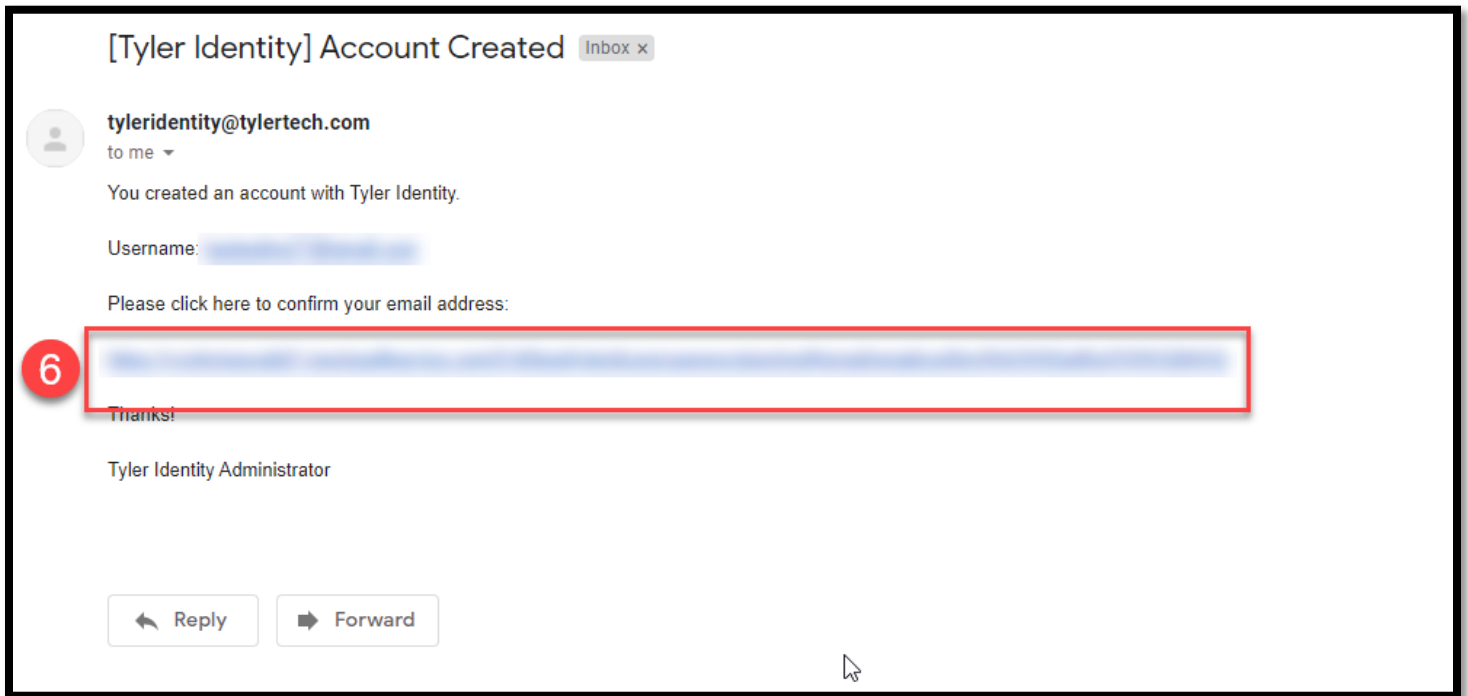 [Tyler Identity] Account Created Inbox x
tyleridentity@tylertech.com
to me
You created an account with Tyler Identity.
Username:
Please click here to confirm your email address:
6
Thanks!
Tyler Identity Administrator
Reply Forward